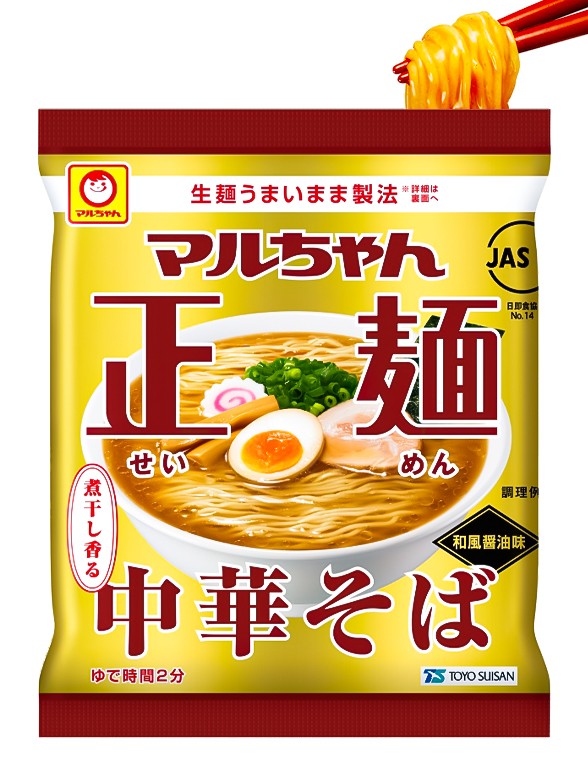 マルちゃん
生麺うまいまま製法
※詳細は
裏面へ
マルちゃん
JAS
日即食協
No.14
正麺
せいめん
調理例
煮干し香る
和風醤油味
中華そば
ゆで時間2分
TS TOYO SUISAN